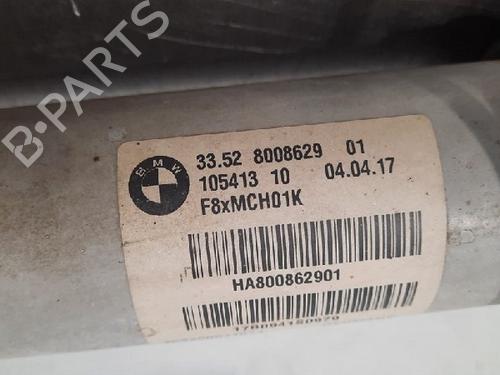 BMW
33.52 8008629 01
105413 10 04.04.17
F8xMCH01K
HA800862901
B-PARTS